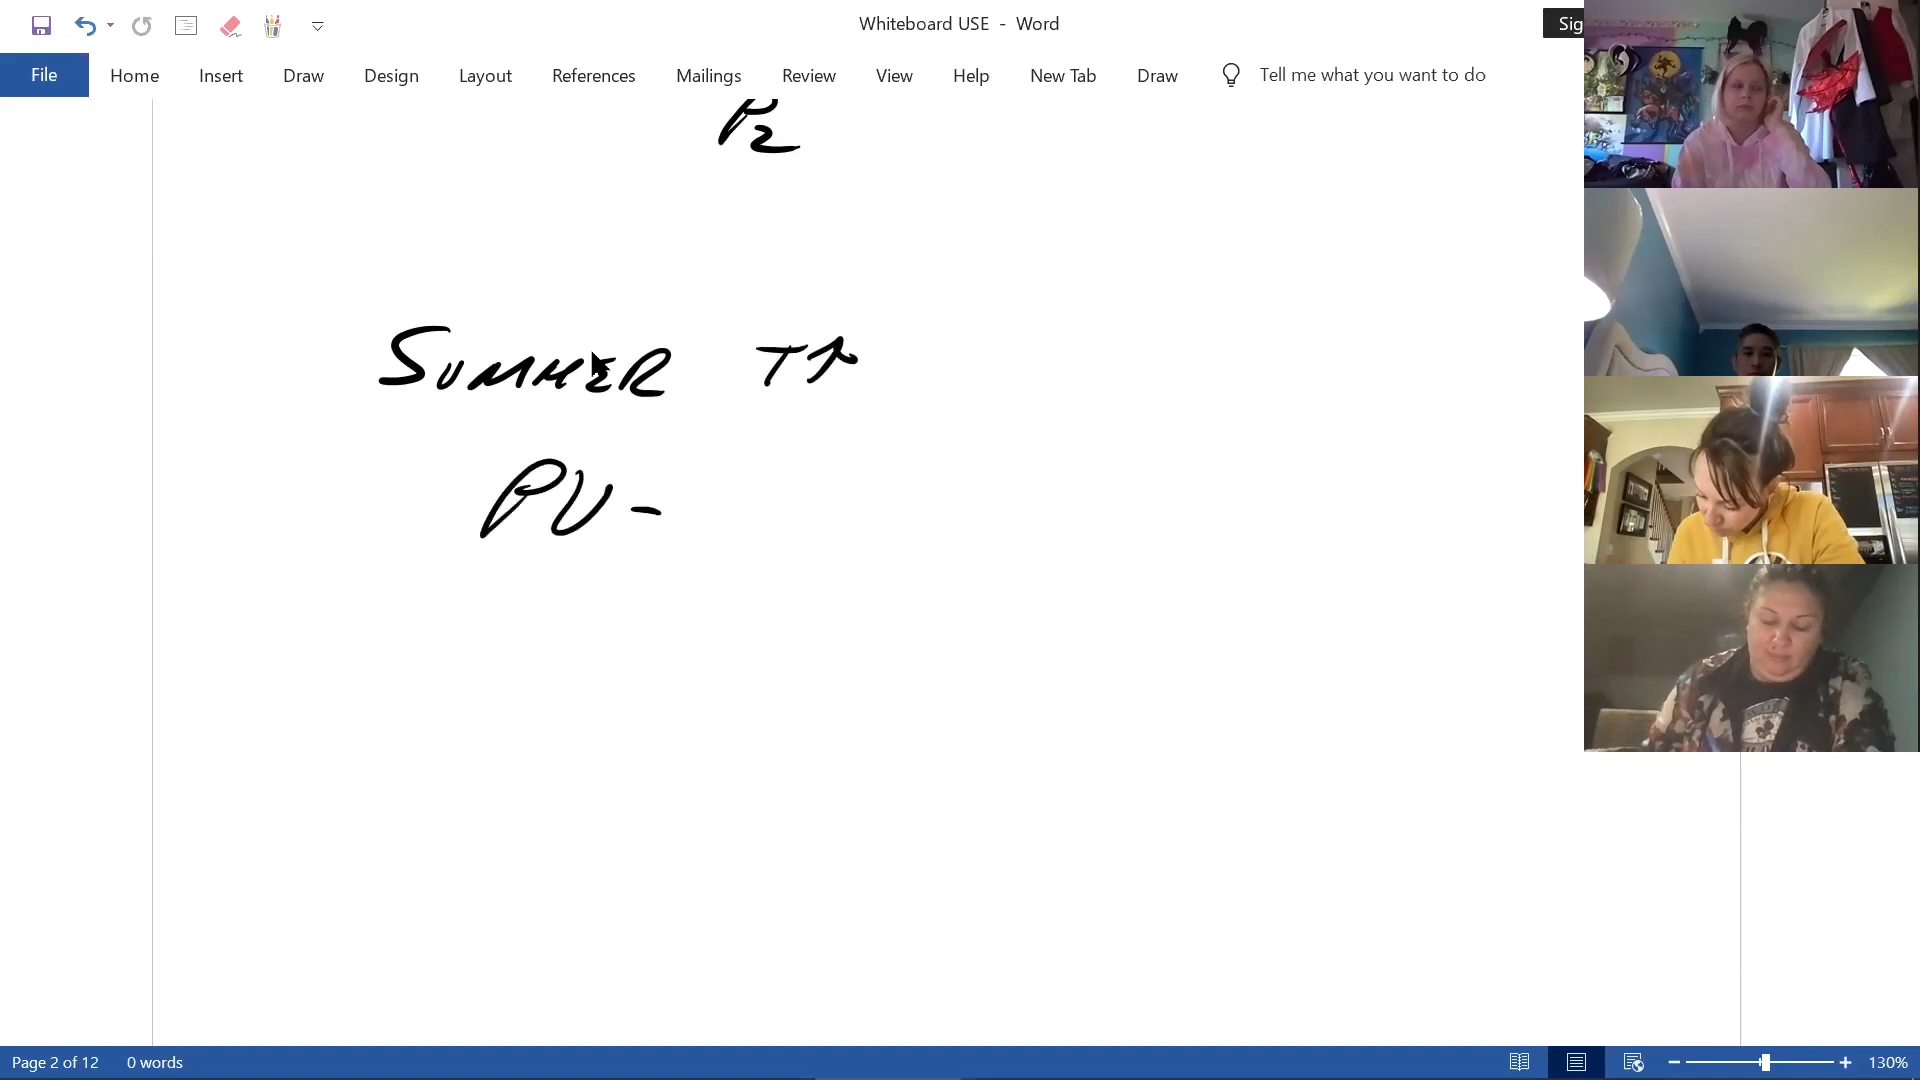 Whiteboard USE - Word
Sig
File Home Insert Draw Design Layout References Mailings Review View Help New Tab Draw Tell me what you want to do
P2
SUMMER T↑
PV -
Page 2 of 12 0 words 130%